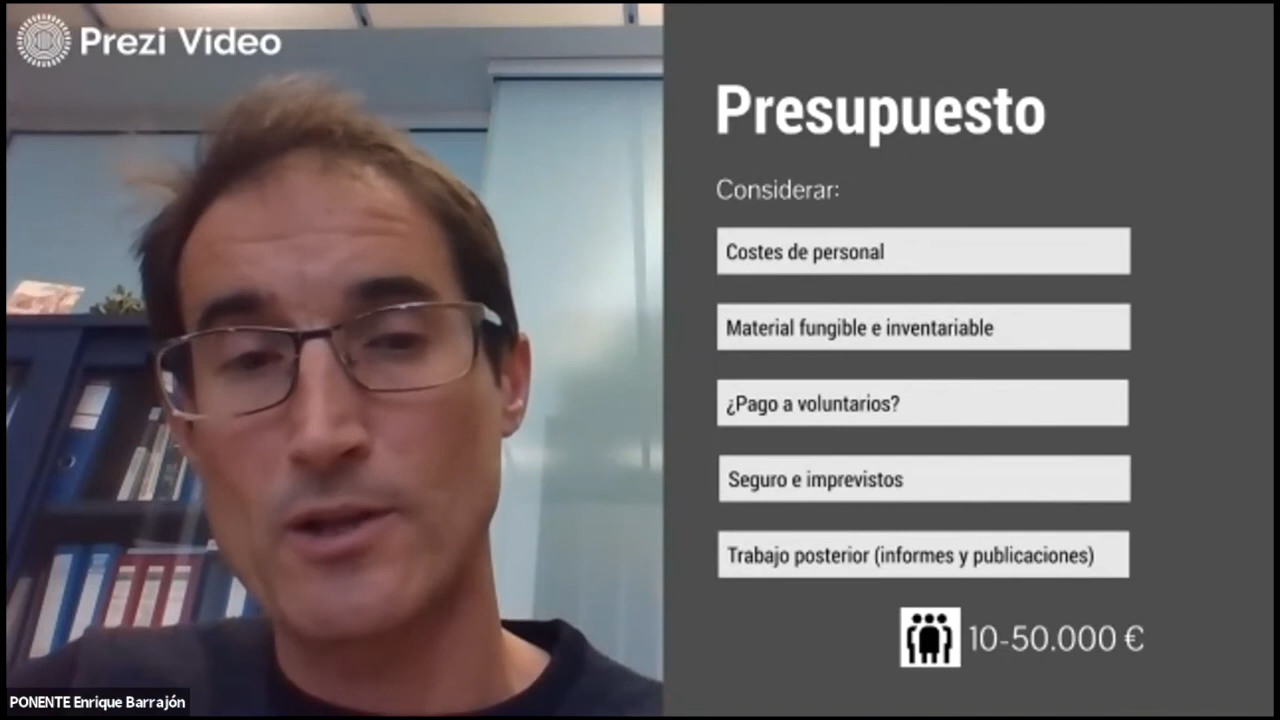 Prezi Video
Presupuesto
Considerar:
Costes de personal
Material fungible e inventariable
¿Pago a voluntarios?
Seguro e imprevistos
Trabajo posterior (informes y publicaciones)
10-50.000 €
PONENTE Enrique Barrajón